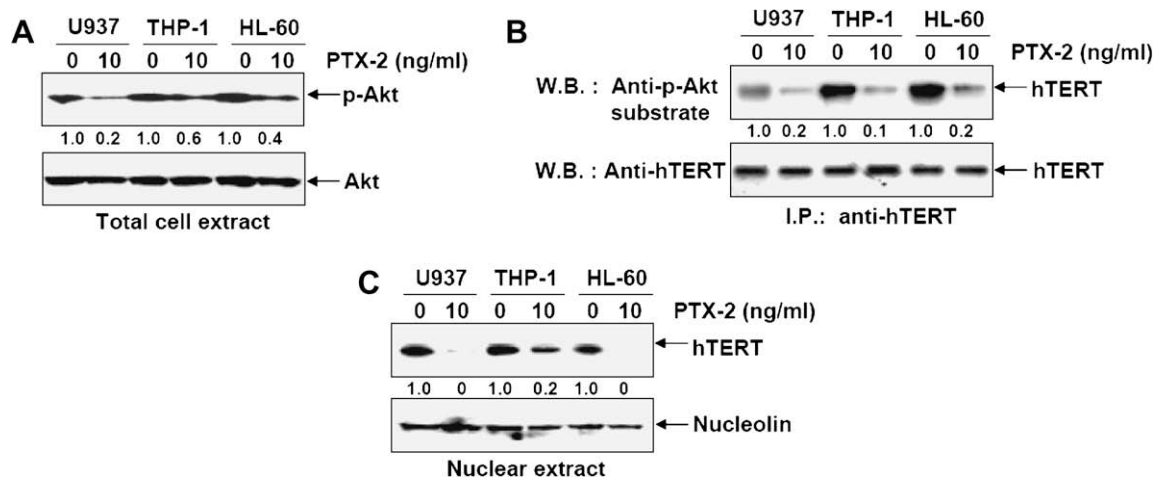 A
U937 THP-1 HL-60
0 10 0 10 0 10 PTX-2 (ng/ml)
p-Akt
1.0 0.2 1.0 0.6 1.0 0.4
Akt
Total cell extract
B
U937 THP-1 HL-60
0 10 0 10 0 10 PTX-2 (ng/ml)
W.B. : Anti-p-Akt substrate
hTERT
1.0 0.2 1.0 0.1 1.0 0.2
W.B. : Anti-hTERT
hTERT
I.P.: anti-hTERT
C
U937 THP-1 HL-60
0 10 0 10 0 10 PTX-2 (ng/ml)
hTERT
1.0 0 1.0 0.2 1.0 0
Nucleolin
Nuclear extract